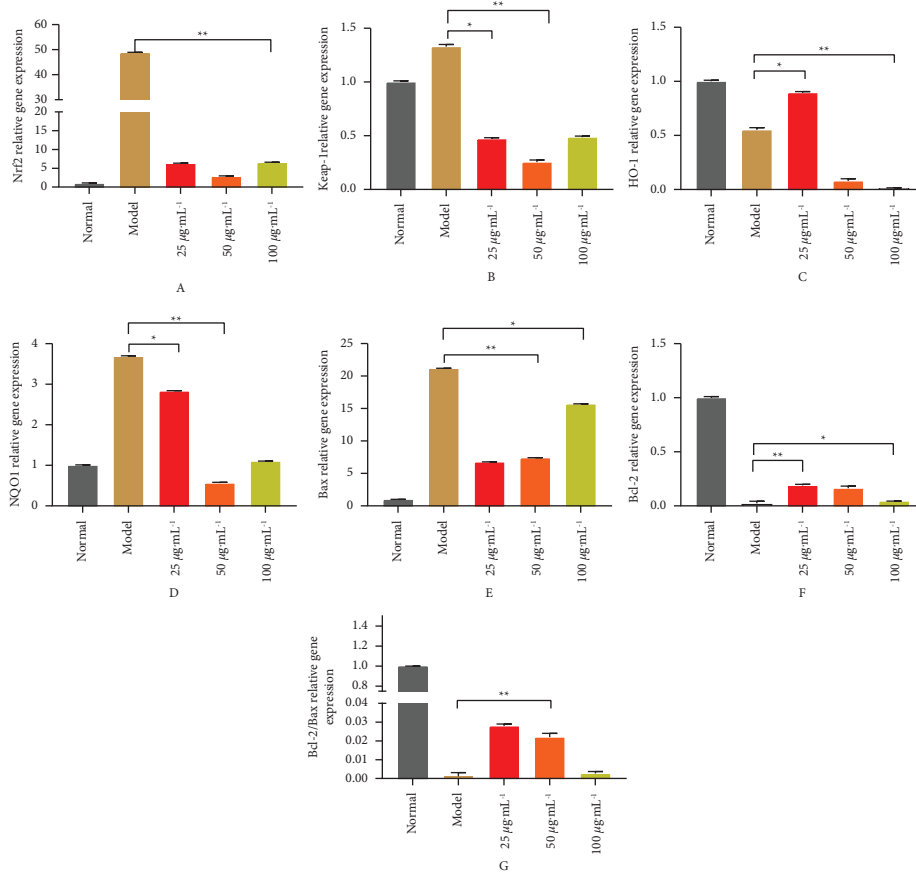 Nrf2 relative gene expression
60
50
40
30
20
15
10
5
0
**
Normal
Model
25 µg·mL-1
50 µg·mL-1
100 µg·mL-1
A
Keap-1relative gene expression
1.5
1.0
0.5
0.0
*
**
Normal
Model
25 µg·mL-1
50 µg·mL-1
100 µg·mL-1
B
HO-1 relative gene expression
1.5
1.0
0.5
0.0
*
**
Normal
Model
25 µg·mL-1
50 µg·mL-1
100 µg·mL-1
C
NQO1 relative gene expression
4
3
2
1
0
**
*
Normal
Model
25 µg·mL-1
50 µg·mL-1
100 µg·mL-1
D
Bax relative gene expression
25
20
15
10
5
0
*
**
Normal
Model
25 µg·mL-1
50 µg·mL-1
100 µg·mL-1
E
Bcl-2 relative gene expression
1.5
1.0
0.5
0.0
*
**
Normal
Model
25 µg·mL-1
50 µg·mL-1
100 µg·mL-1
F
Bcl-2/Bax relative gene
expression
1.4
1.2
1.0
0.8
0.04
0.03
0.02
0.01
0.00
**
Normal
Model
25 µg·mL-1
50 µg·mL-1
100 µg·mL-1
G